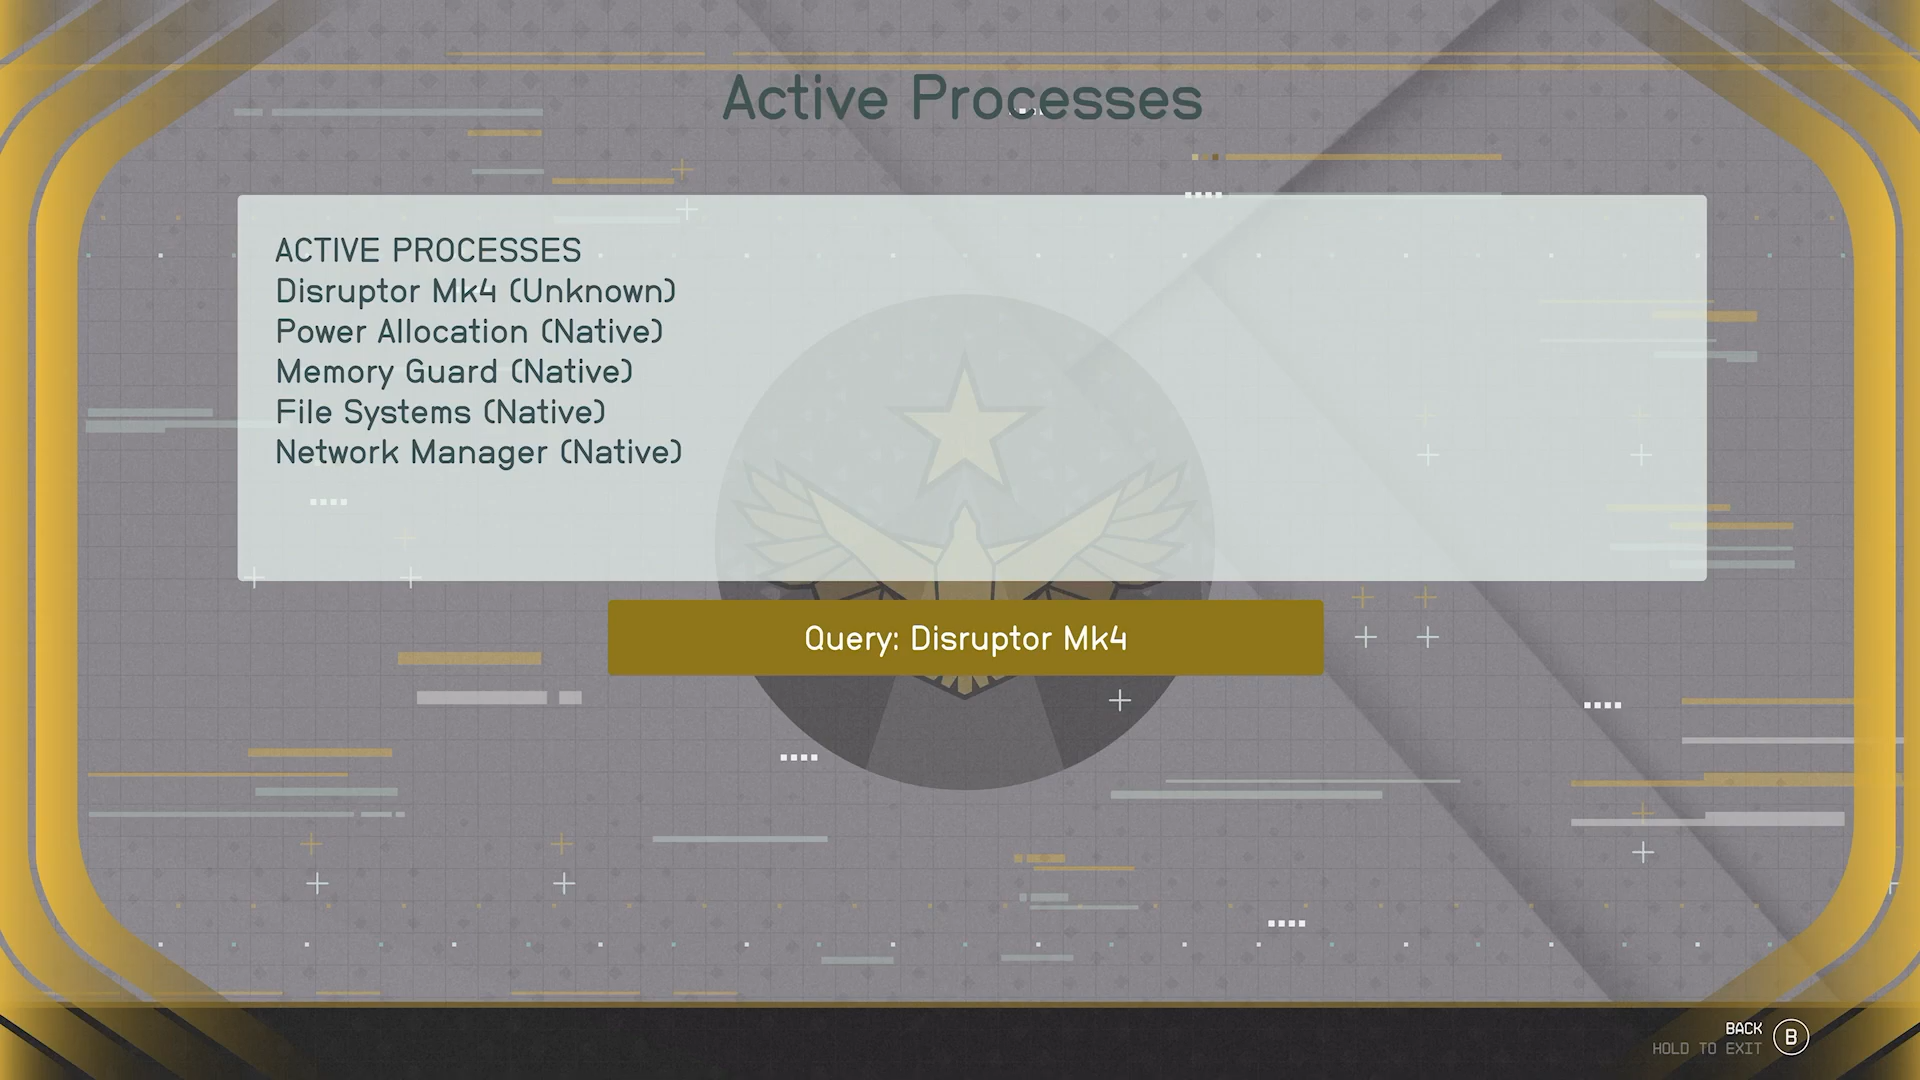 Active Processes
ACTIVE PROCESSES
Disruptor Mk4 (Unknown)
Power Allocation (Native)
Memory Guard (Native)
File Systems (Native)
Network Manager (Native)
Query: Disruptor Mk4
BACK
HOLD TO EXIT
B